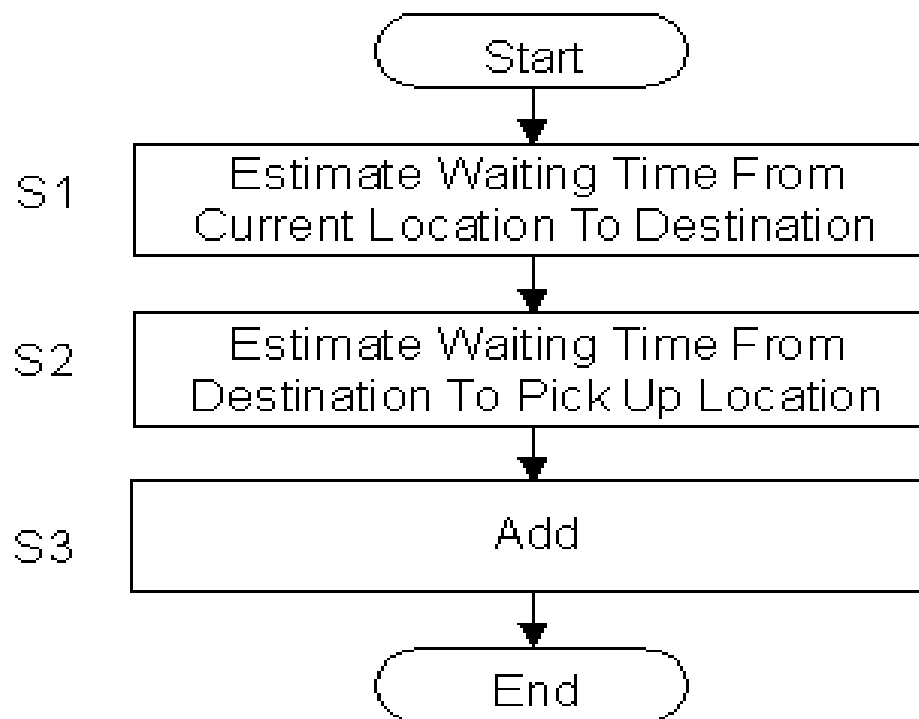 Start
S1
Estimate Waiting Time From
Current Location To Destination
S2
Estimate Waiting Time From
Destination To Pick Up Location
S3
Add
End